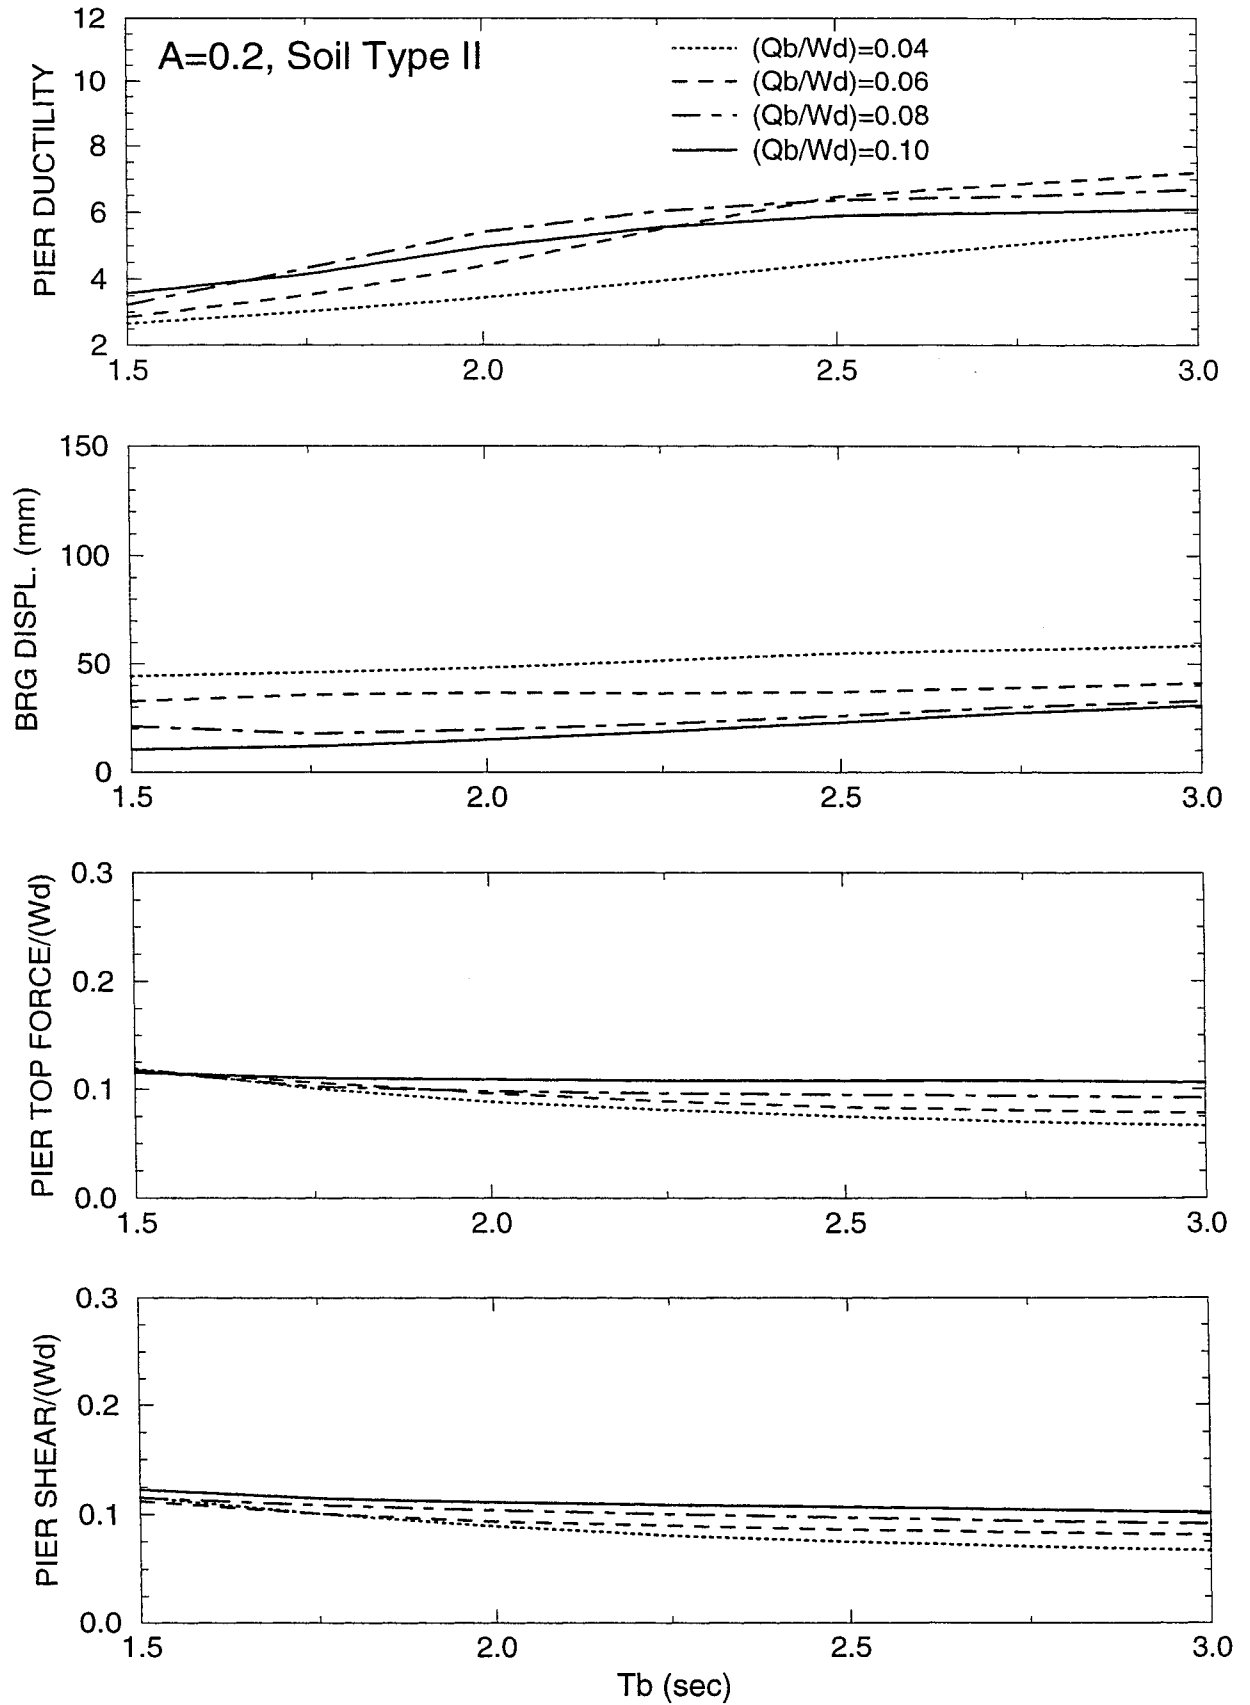 PIER DUCTILITY
12
10
8
6
4
2
A=0.2, Soil Type II
(Qb/Wd)=0.04
(Qb/Wd)=0.06
(Qb/Wd)=0.08
(Qb/Wd)=0.10
1.5 2.0 2.5 3.0
BRG DISPL. (mm)
150
100
50
0
1.5 2.0 2.5 3.0
PIER TOP FORCE/(Wd)
0.3
0.2
0.1
0.0
1.5 2.0 2.5 3.0
PIER SHEAR/(Wd)
0.3
0.2
0.1
0.0
1.5 2.0 2.5 3.0
Tb (sec)